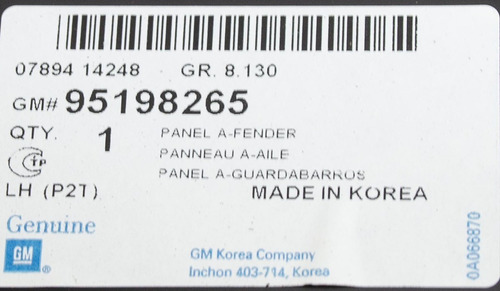 07894 14248 GR. 8.130
GM# 95198265
QTY. 1 PANEL A-FENDER
PANNEAU A-AILE
TP PANEL A-GUARDABARROS
LH (P2T) MADE IN KOREA
Genuine
GM
GM Korea Company
Inchon 403-714, Korea
0A066870